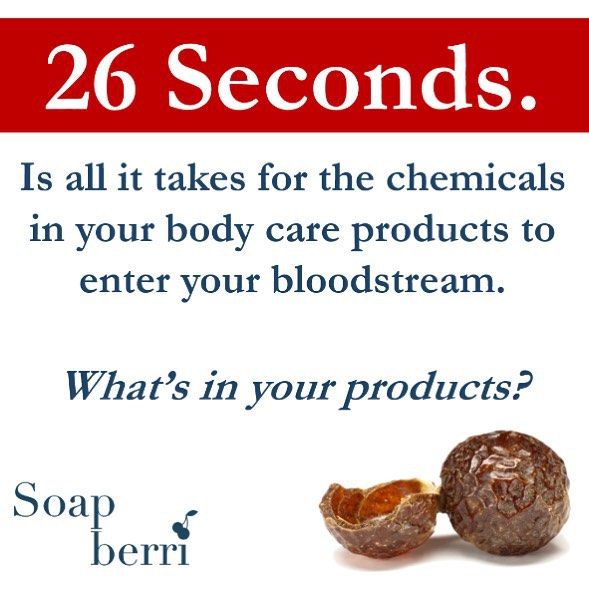 26 Seconds.
Is all it takes for the chemicals
in your body care products to
enter your bloodstream.
What's in your products?
Soap
berri